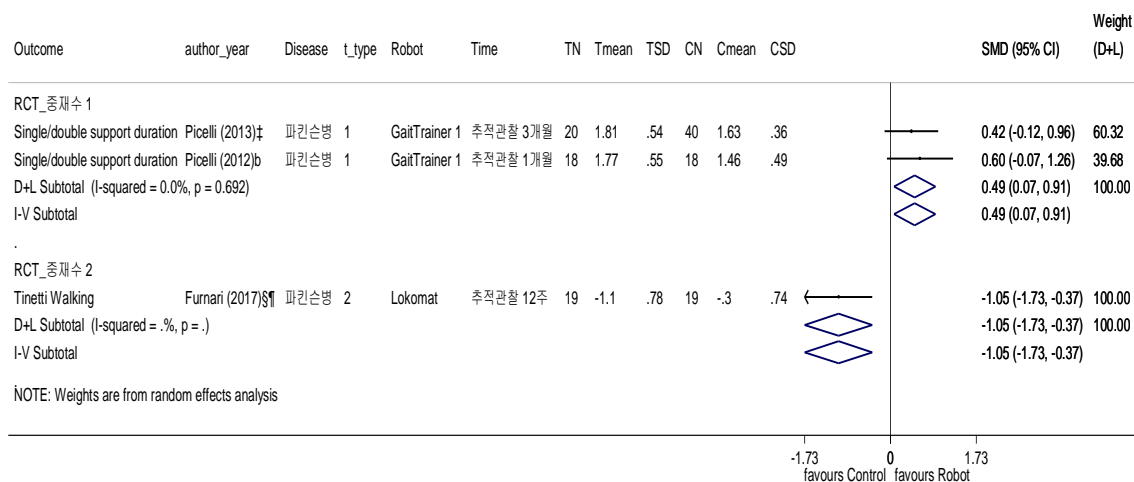 Weight
Outcome author_year Disease t_type Robot Time TN Tmean TSD CN Cmean CSD SMD (95% CI) (D+L)
RCT_중재수 1
Single/double support duration Picelli (2013)‡ 파킨슨병 1 GaitTrainer 1 추적관찰 3개월 20 1.81 .54 40 1.63 .36 0.42 (-0.12, 0.96) 60.32
Single/double support duration Picelli (2012)b 파킨슨병 1 GaitTrainer 1 추적관찰 1개월 18 1.77 .55 18 1.46 .49 0.60 (-0.07, 1.26) 39.68
D+L Subtotal (I-squared = 0.0%, p = 0.692) 0.49 (0.07, 0.91) 100.00
I-V Subtotal 0.49 (0.07, 0.91)
.
RCT_중재수 2
Tinetti Walking Furnari (2017)§¶ 파킨슨병 2 Lokomat 추적관찰 12주 19 -1.1 .78 19 -.3 .74 -1.05 (-1.73, -0.37) 100.00
D+L Subtotal (I-squared = .%, p = .) -1.05 (-1.73, -0.37) 100.00
I-V Subtotal -1.05 (-1.73, -0.37)
.
NOTE: Weights are from random effects analysis
-1.73 0 1.73
favours Control favours Robot